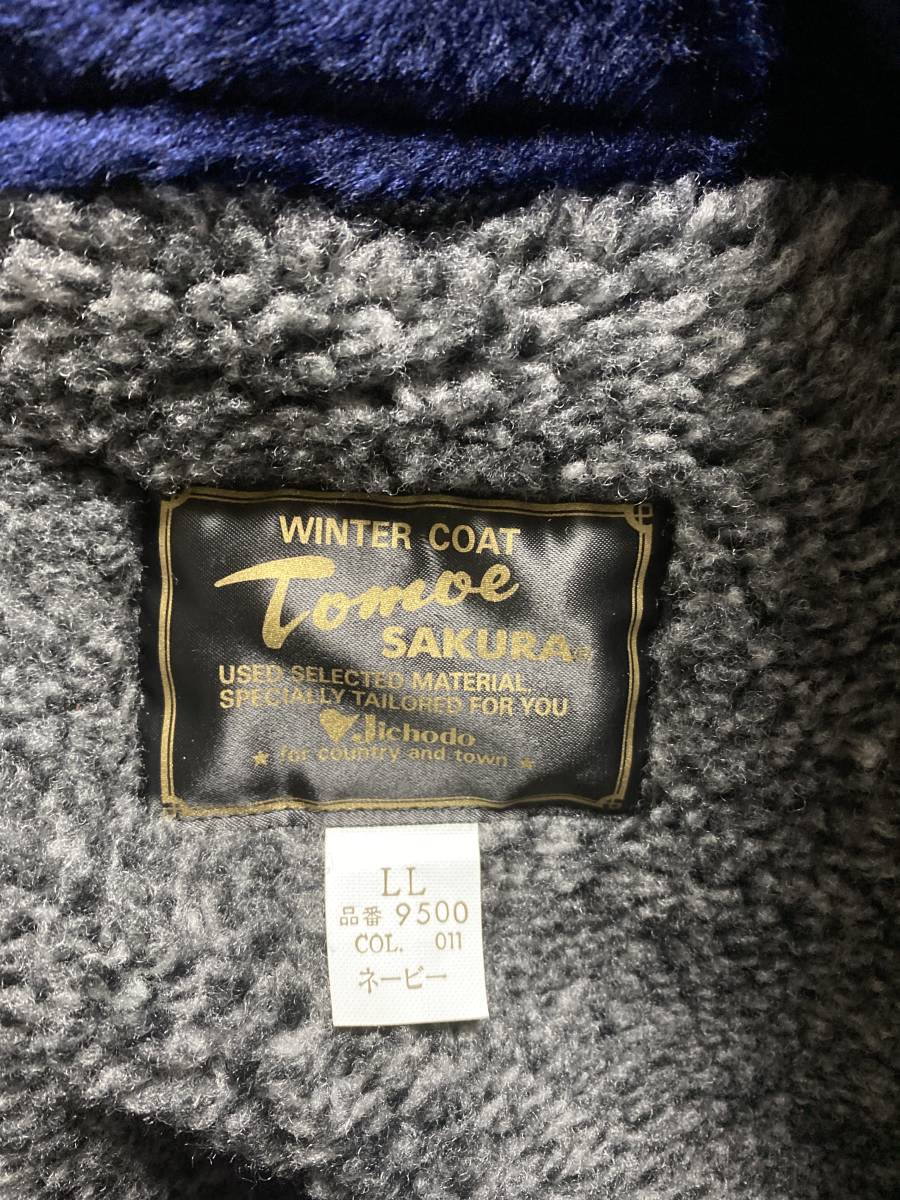 WINTER COAT
Tomoe
SAKURA®
USED SELECTED MATERIAL,
SPECIALLY TAILORED FOR YOU
Jichodo
★ for country and town ★
LL
品番 9500
COL. 011
ネービー